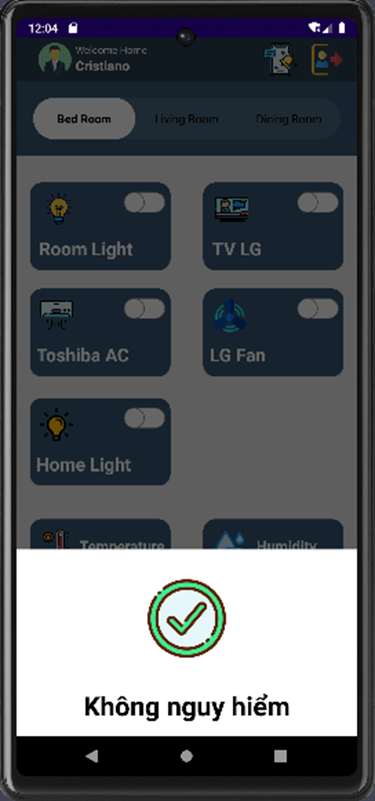 12:04
Welcome Home
Cristiano
Bed Room
Living Room
Dining Room
Room Light
TV LG
Toshiba AC
LG Fan
Home Light
Temperature
Humidity
Không nguy hiểm